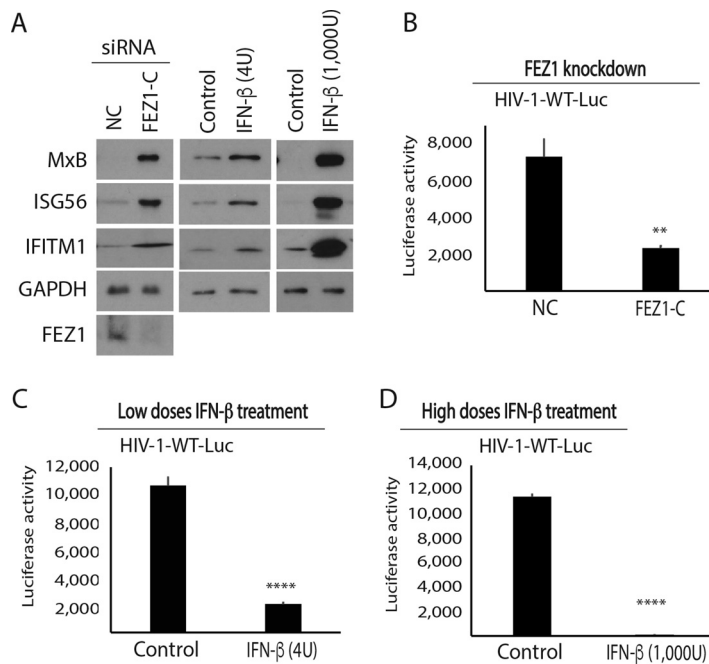 A
siRNA
NC
FEZ1-C
Control
IFN-β (4U)
Control
IFN-β (1,000U)
MxB
ISG56
IFITM1
GAPDH
FEZ1
B
FEZ1 knockdown
HIV-1-WT-Luc
Luciferase activity
8,000
6,000
4,000
2,000
**
NC
FEZ1-C
C
Low doses IFN-β treatment
HIV-1-WT-Luc
Luciferase activity
12,000
10,000
8,000
6,000
4,000
2,000
****
Control
IFN-β (4U)
D
High doses IFN-β treatment
HIV-1-WT-Luc
Luciferase activity
14,000
12,000
10,000
8,000
6,000
4,000
2,000
****
Control
IFN-β (1,000U)